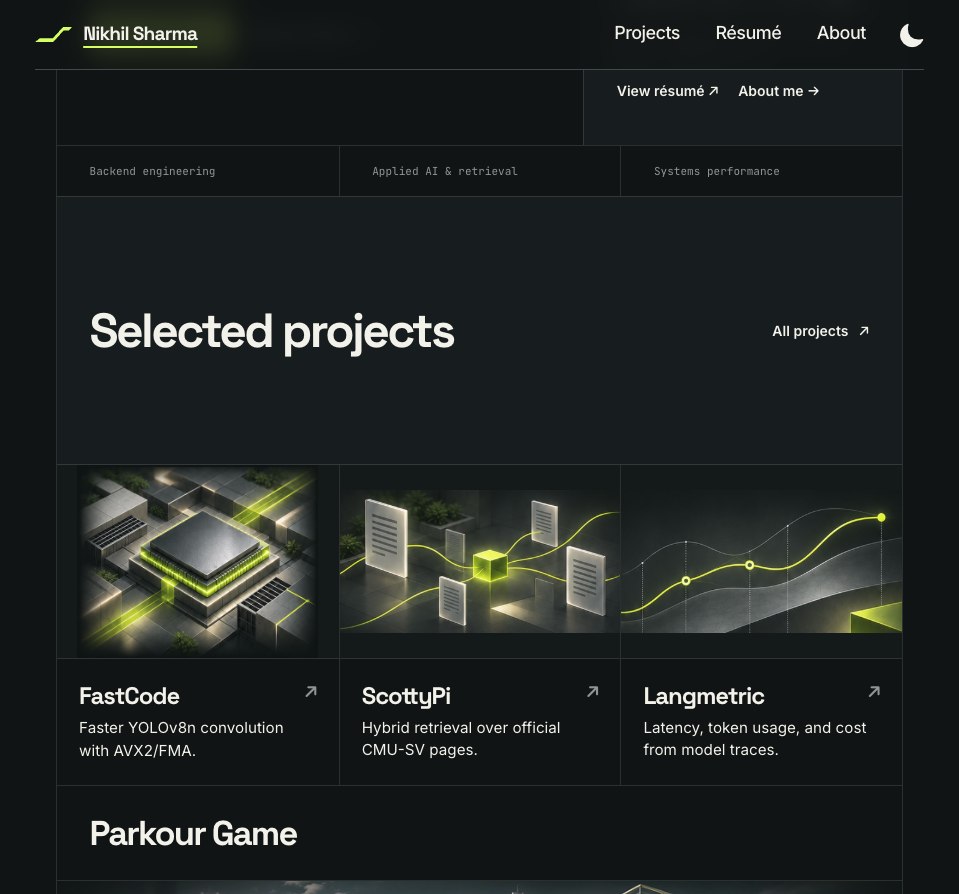 Nikhil Sharma
Projects Résumé About
View résumé ↗ About me →
Backend engineering
Applied AI & retrieval
Systems performance
Selected projects
All projects ↗
FastCode ↗
Faster YOLOv8n convolution
with AVX2/FMA.
ScottyPi ↗
Hybrid retrieval over official
CMU-SV pages.
Langmetric ↗
Latency, token usage, and cost
from model traces.
Parkour Game